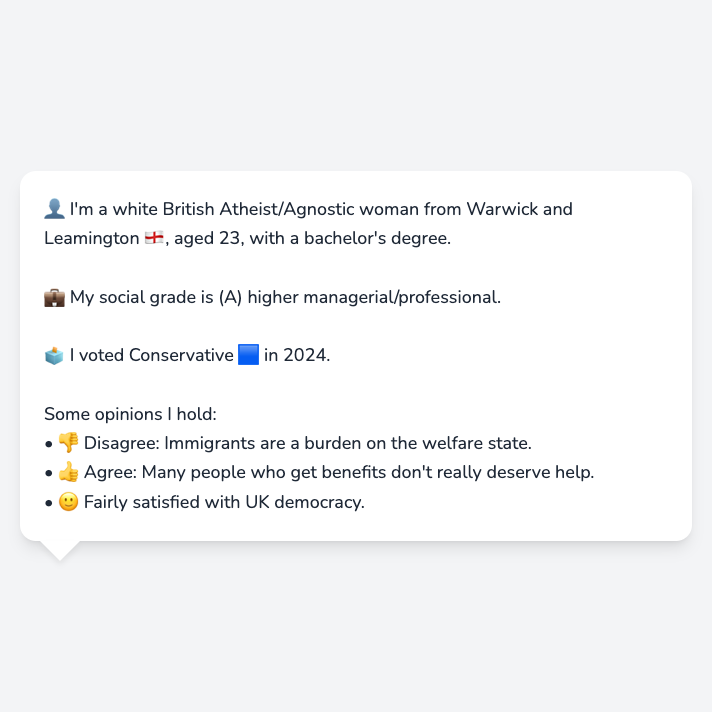 👤 I'm a white British Atheist/Agnostic woman from Warwick and
Leamington 🏴󠁧󠁢󠁥󠁮󠁧󠁿, aged 23, with a bachelor's degree.
💼 My social grade is (A) higher managerial/professional.
🗳️ I voted Conservative 🟦 in 2024.
Some opinions I hold:
• 👎 Disagree: Immigrants are a burden on the welfare state.
• 👍 Agree: Many people who get benefits don't really deserve help.
• 🙂 Fairly satisfied with UK democracy.